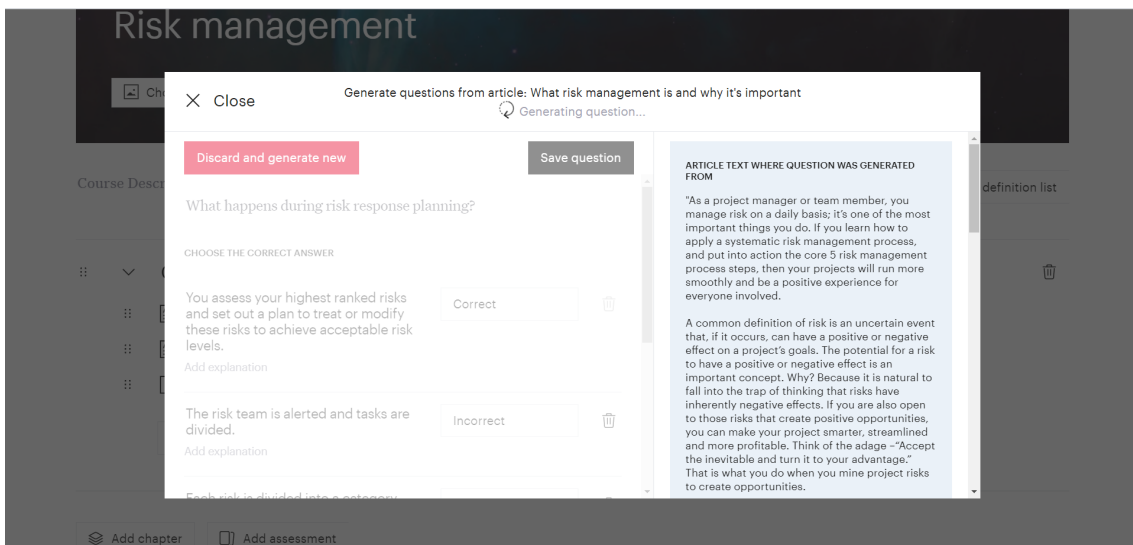 Risk management
Cho
Close
Generate questions from article: What risk management is and why it's important
Generating question...
Discard and generate new
Save question
Course Descr
definition list
What happens during risk response planning?
CHOOSE THE CORRECT ANSWER
You assess your highest ranked risks
and set out a plan to treat or modify
these risks to achieve acceptable risk
levels.
Correct
Add explanation
The risk team is alerted and tasks are
divided.
Incorrect
Add explanation
Each risk is divided into a category
ARTICLE TEXT WHERE QUESTION WAS GENERATED
FROM
"As a project manager or team member, you
manage risk on a daily basis; it’s one of the most
important things you do. If you learn how to
apply a systematic risk management process,
and put into action the core 5 risk management
process steps, then your projects will run more
smoothly and be a positive experience for
everyone involved.
A common definition of risk is an uncertain event
that, if it occurs, can have a positive or negative
effect on a project’s goals. The potential for a risk
to have a positive or negative effect is an
important concept. Why? Because it is natural to
fall into the trap of thinking that risks have
inherently negative effects. If you are also open
to those risks that create positive opportunities,
you can make your project smarter, streamlined
and more profitable. Think of the adage –“Accept
the inevitable and turn it to your advantage.”
That is what you do when you mine project risks
to create opportunities.
Add chapter
Add assessment